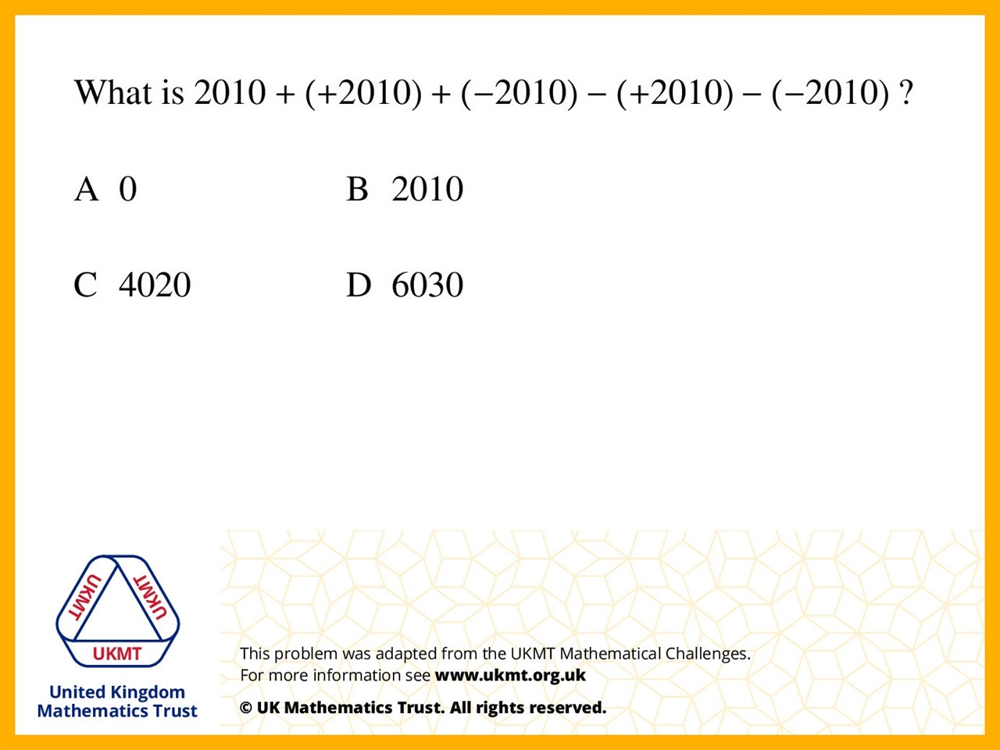 What is 2010 + (+2010) + (−2010) − (+2010) − (−2010) ?
A 0 B 2010
C 4020 D 6030
UKMT UKMT
UKMT
United Kingdom
Mathematics Trust
This problem was adapted from the UKMT Mathematical Challenges.
For more information see www.ukmt.org.uk
© UK Mathematics Trust. All rights reserved.